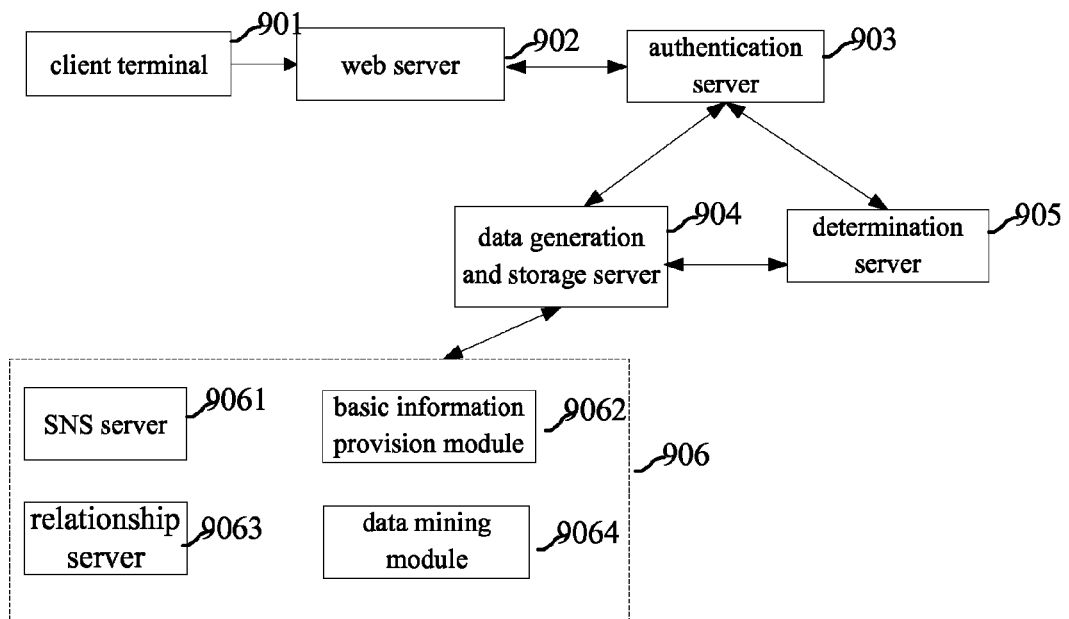 901
client terminal
902
web server
903
authentication
server
904
data generation
and storage server
905
determination
server
9061
SNS server
9062
basic information
provision module
906
9063
relationship
server
9064
data mining
module